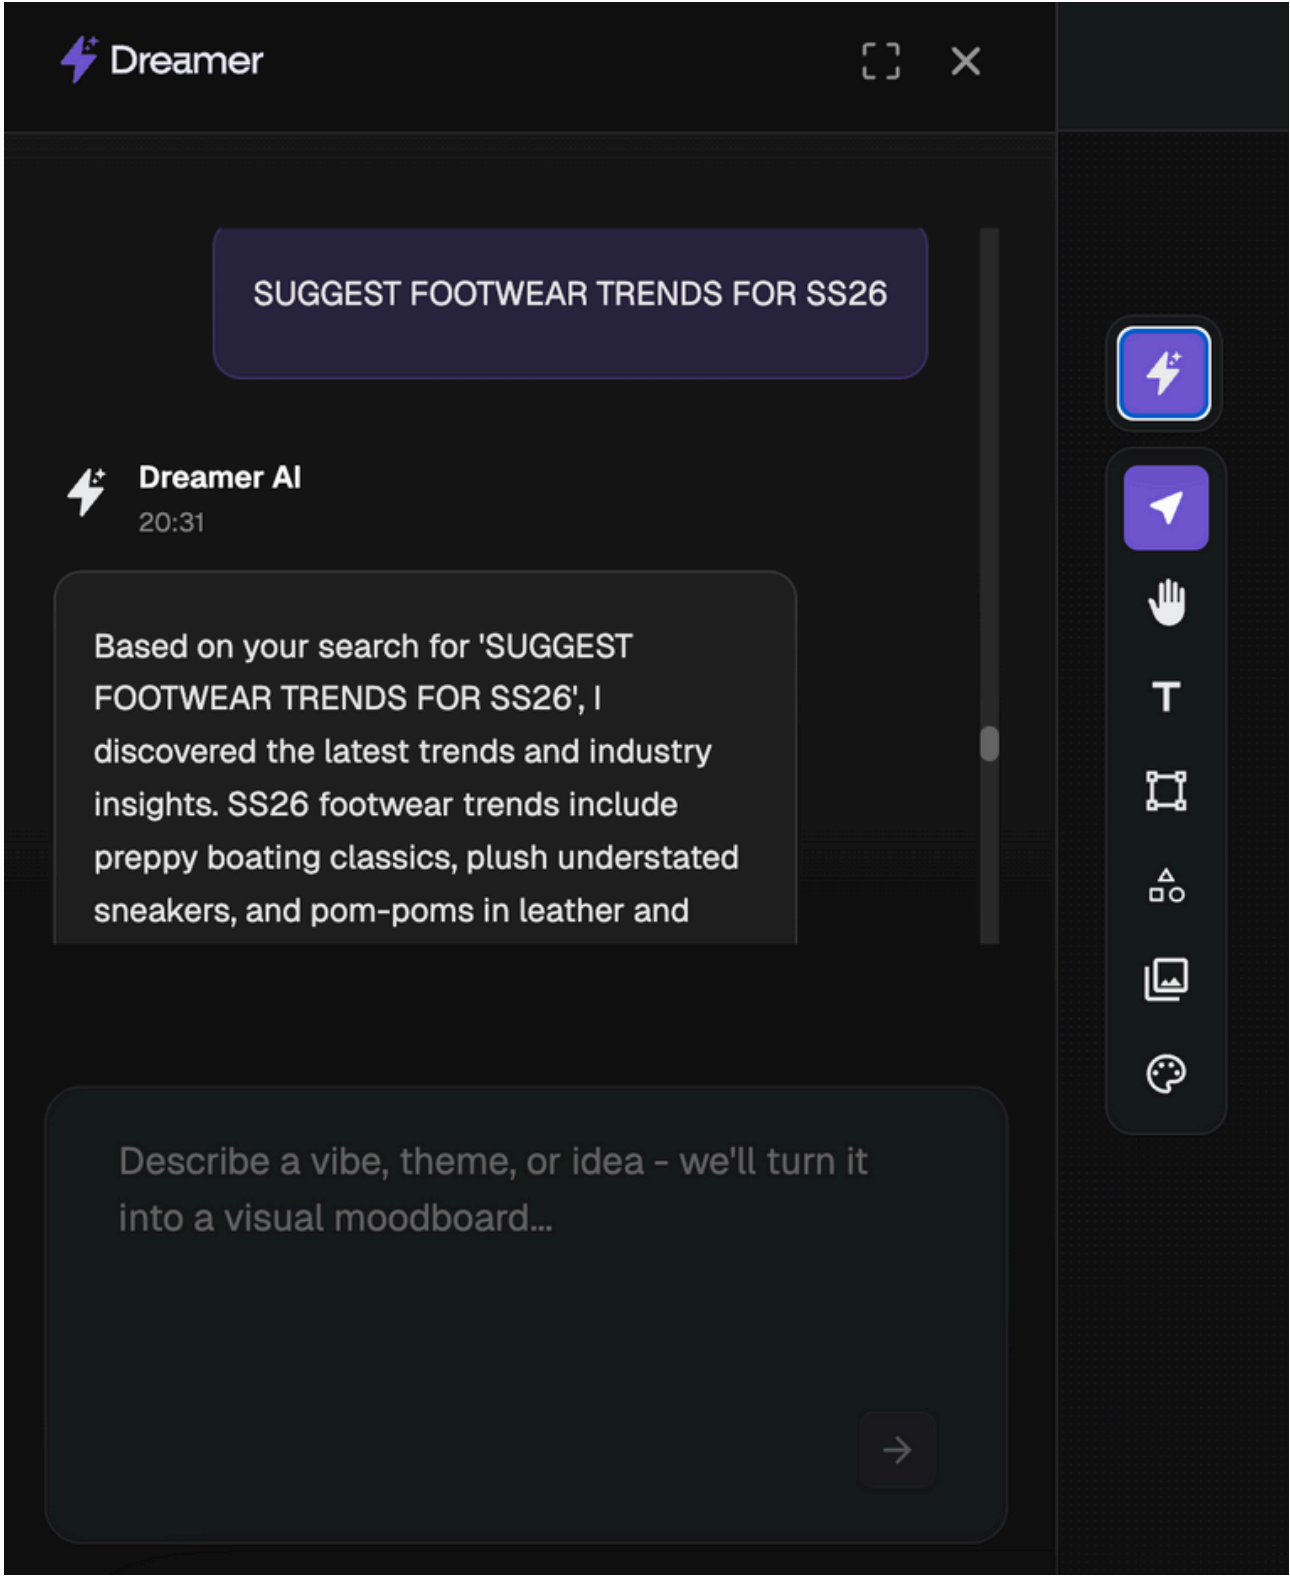 Dreamer
SUGGEST FOOTWEAR TRENDS FOR SS26
Dreamer AI
20:31
Based on your search for 'SUGGEST
FOOTWEAR TRENDS FOR SS26', I
discovered the latest trends and industry
insights. SS26 footwear trends include
preppy boating classics, plush understated
sneakers, and pom-poms in leather and
Describe a vibe, theme, or idea - we'll turn it
into a visual moodboard...
T